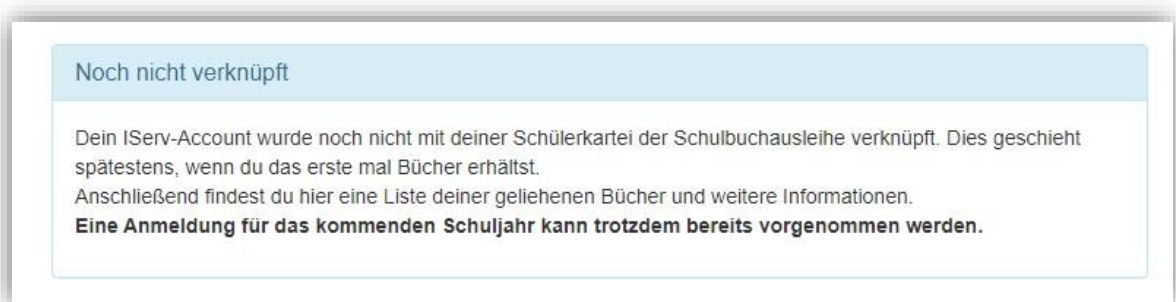 Noch nicht verknüpft
Dein IServ-Account wurde noch nicht mit deiner Schülerkartei der Schulbuchausleihe verknüpft. Dies geschieht
spätestens, wenn du das erste mal Bücher erhältst.
Anschließend findest du hier eine Liste deiner geliehenen Bücher und weitere Informationen.
Eine Anmeldung für das kommenden Schuljahr kann trotzdem bereits vorgenommen werden.